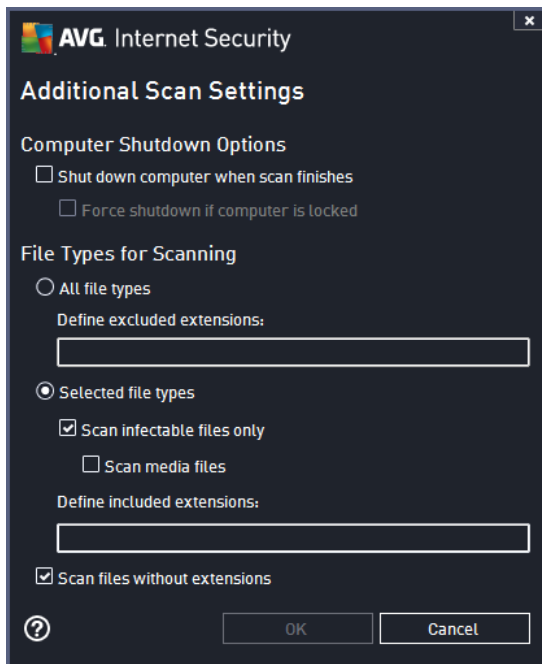 AVG. Internet Security
Additional Scan Settings
Computer Shutdown Options
Shut down computer when scan finishes
Force shutdown if computer is locked
File Types for Scanning
All file types
Define excluded extensions:
Selected file types
Scan infectable files only
Scan media files
Define included extensions:
Scan files without extensions
OK
Cancel